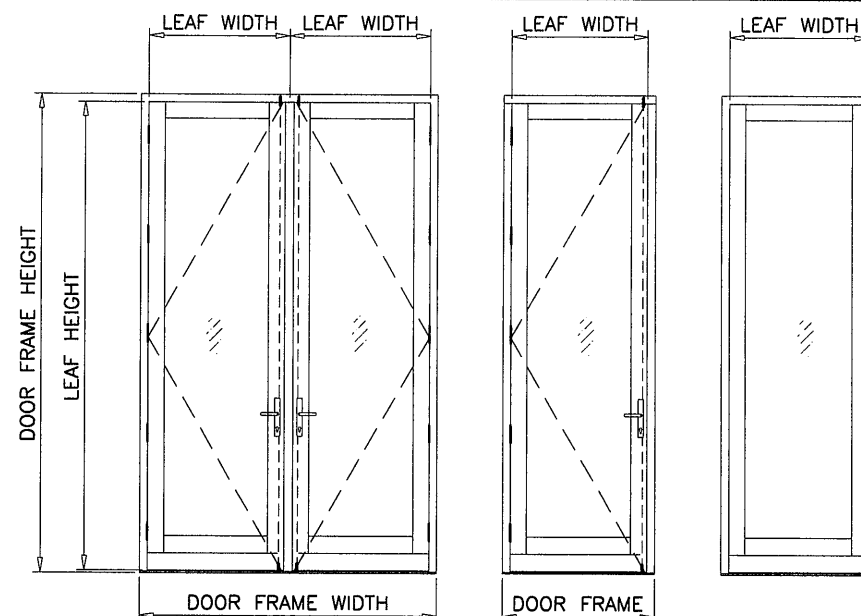 LEAF WIDTH LEAF WIDTH
LEAF WIDTH
LEAF WIDTH
DOOR FRAME HEIGHT
LEAF HEIGHT
DOOR FRAME WIDTH
DOOR FRAME